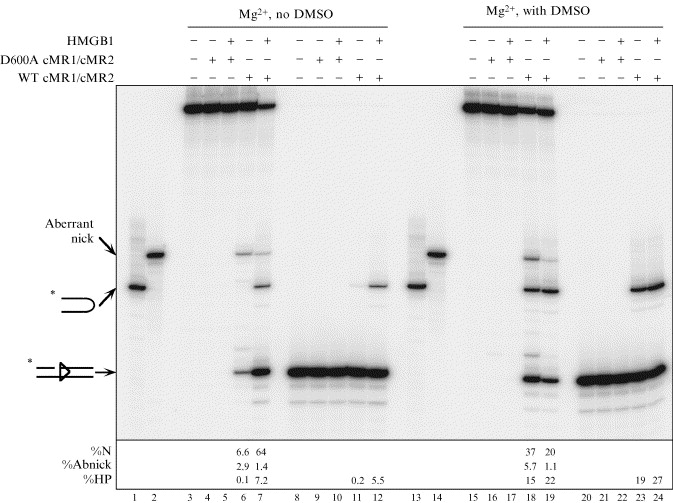 Mg2+, no DMSO Mg2+, with DMSO
HMGB1 − − + − + − − + − + − − + − + − − + − +
D600A cMR1/cMR2 − + + − − − + + − − − + + − − − + + − −
WT cMR1/cMR2 − − − + + − − − + + − − − + + − − − + +
Aberrant
nick
*
*
%N 6.6 64 37 20
%Abnick 2.9 1.4 5.7 1.1
%HP 0.1 7.2 0.2 5.5 15 22 19 27
1 2 3 4 5 6 7 8 9 10 11 12 13 14 15 16 17 18 19 20 21 22 23 24